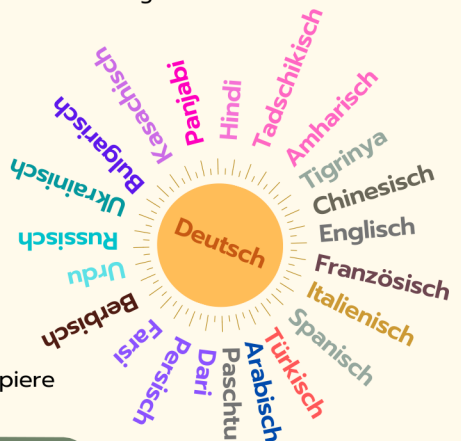 Deutsch
Hindi
Tadschikisch
Amharisch
Tigrinya
Chinesisch
Englisch
Französisch
Italienisch
Spanisch
Türkisch
Arabisch
Paschtu
Dari
Persisch
Farsi
Berbisch
Urdu
Russisch
Ukrainisch
Bulgarisch
Kasachisch
Panjabi
piere